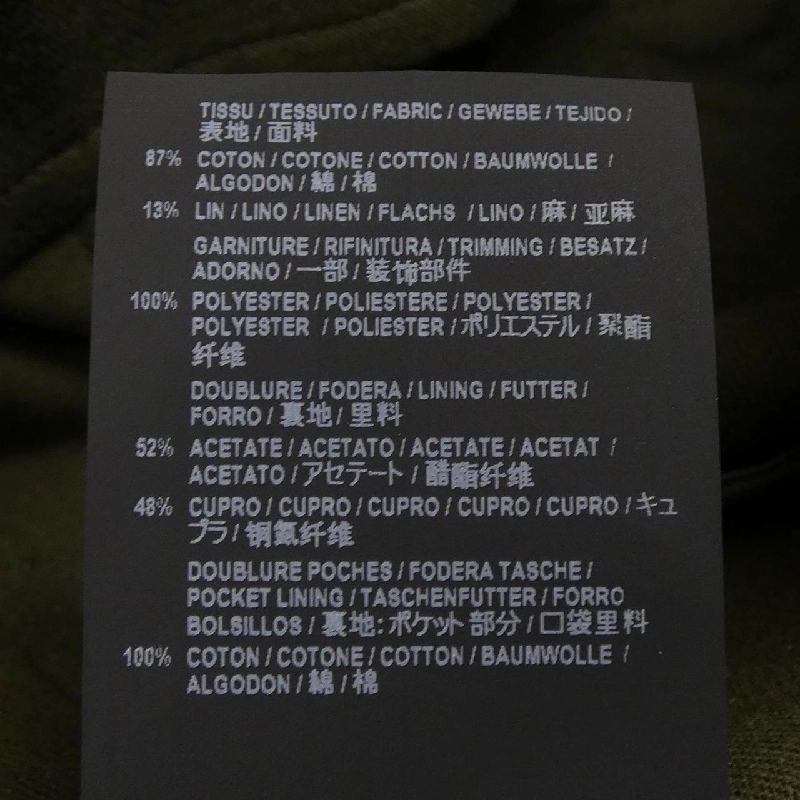 TISSU / TESSUTO / FABRIC / GEWEBE / TEJIDO /
表地 / 面料
87% COTON / COTONE / COTTON / BAUMWOLLE /
ALGODON / 綿 / 棉
13% LIN / LINO / LINEN / FLACHS / LINO / 麻 / 亚麻
GARNITURE / RIFINITURA / TRIMMING / BESATZ /
ADORNO / 一部 / 装饰部件
100% POLYESTER / POLIESTERE / POLYESTER /
POLYESTER / POLIESTER / ポリエステル / 聚酯
纤维
DOUBLURE / FODERA / LINING / FUTTER /
FORRO / 裏地 / 里料
52% ACETATE / ACETATO / ACETATE / ACETAT /
ACETATO / アセテート / 醋酯纤维
48% CUPRO / CUPRO / CUPRO / CUPRO / CUPRO / キュ
プラ / 铜氨纤维
DOUBLURE POCHES / FODERA TASCHE /
POCKET LINING / TASCHENFUTTER / FORRO
BOLSILLOS / 裏地: ポケット部分 / 口袋里料
100% COTON / COTONE / COTTON / BAUMWOLLE /
ALGODON / 綿 / 棉